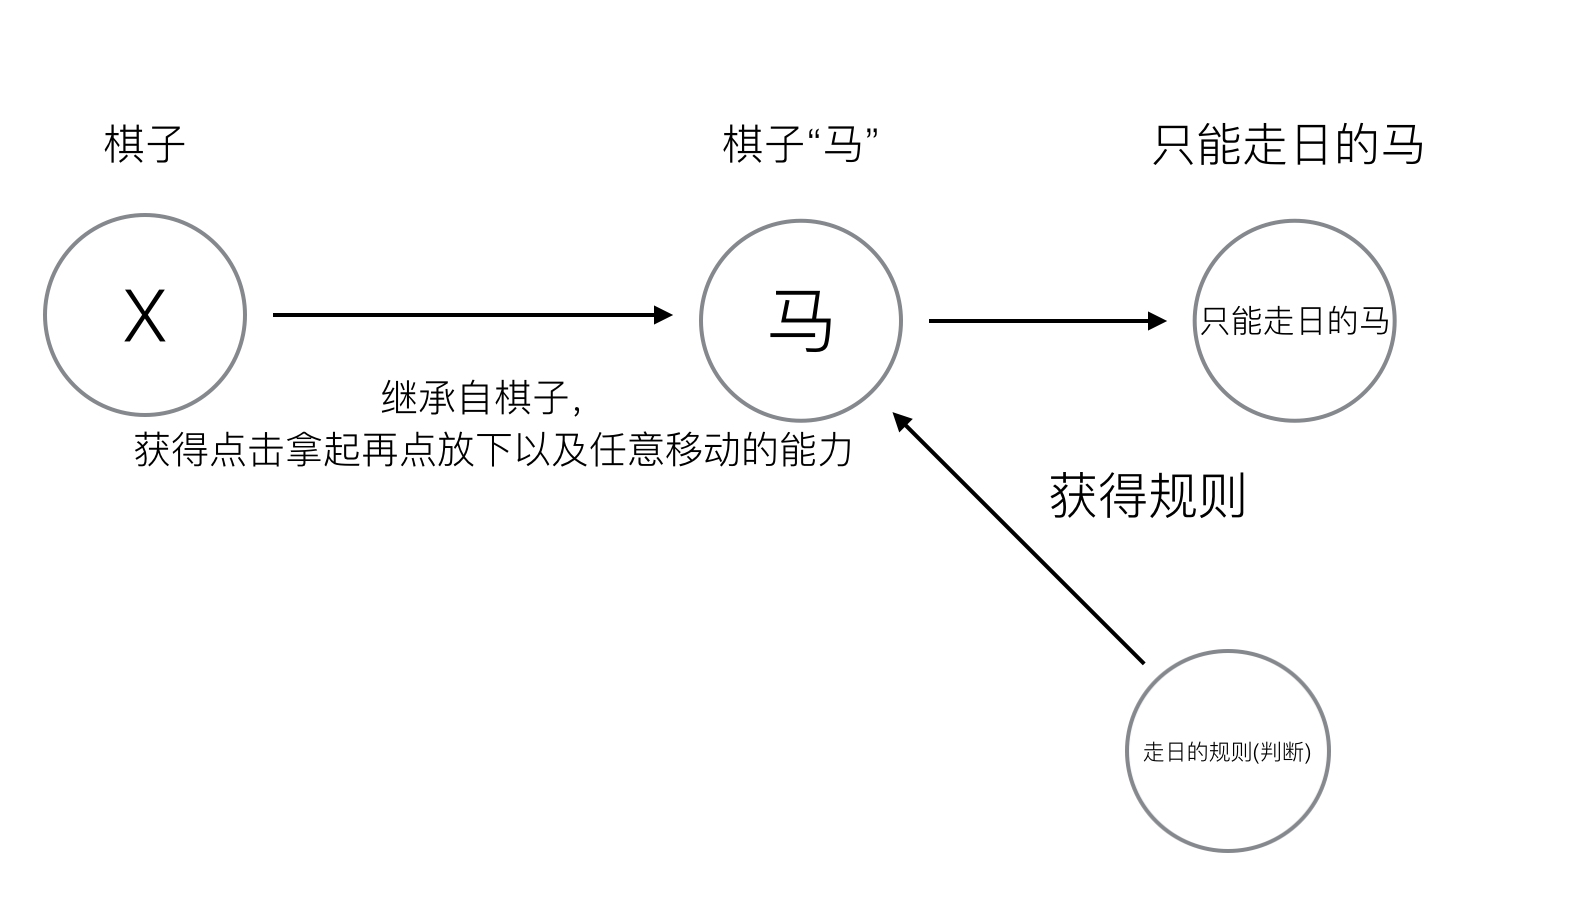 棋子
棋子“马”
只能走日的马
X
马
只能走日的马
继承自棋子，
获得点击拿起再点放下以及任意移动的能力
获得规则
走日的规则(判断)